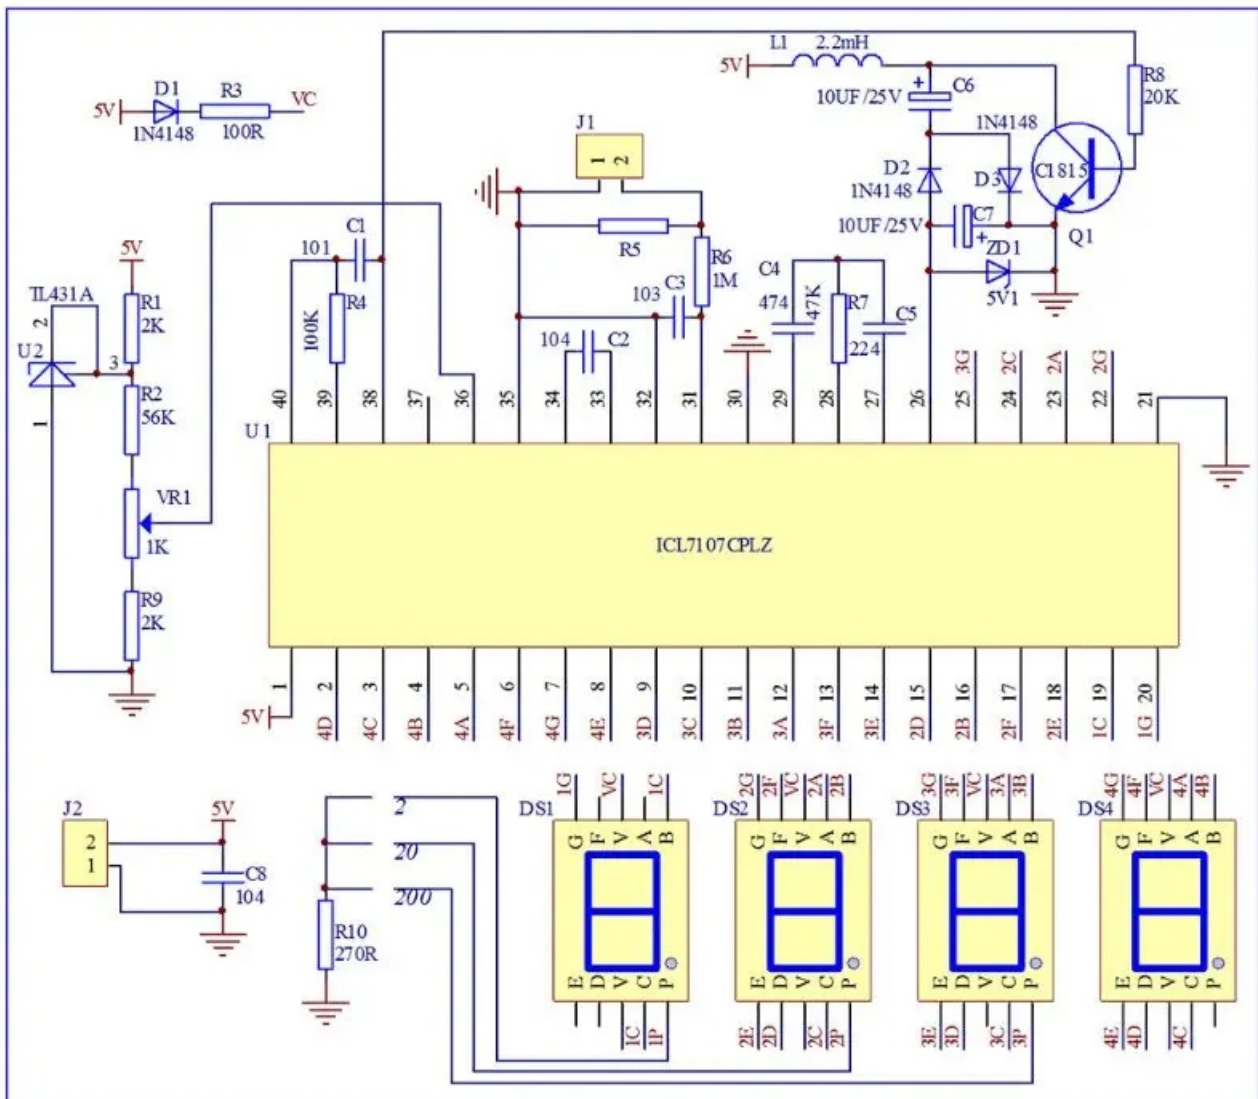 L1 2.2mH
5V
C6
10UF/25V
R8
20K
D1
R3
VC
5V
1N4148
100R
J1
1 2
1N4148
D2
1N4148
D3
C1815
10UF/25V
C7
+
+
Q1
ZD1
5V1
C1
101
R5
R6
1M
C3
103
5V
TL431A
2
U2
3
1
R1
2K
R2
56K
R4
100K
104
C2
C4
474
47K
R7
C5
224
3G
2C
2A
2G
40 39 38 37 36 35 34 33 32 31 30 29 28 27 26 25 24 23 22 21
U1
VR1
1K
ICL7107CPLZ
R9
2K
1 2 3 4 5 6 7 8 9 10 11 12 13 14 15 16 17 18 19 20
5V
4D 4C 4B 4A 4F 4G 4E 3D 3C 3B 3A 3F 3E 2D 2B 2F 2E 1C 1G
J2
2
1
5V
C8
104
2
20
200
R10
270R
1G VC 1C
DS1
G F V A B
E D V C P
1C 1P
2G 2F VC 2A 2B
DS2
G F V A B
E D V C P
2E 2D 2C 2P
3G 3F VC 3A 3B
DS3
G F V A B
E D V C P
3E 3D 3C 3P
4G 4F VC 4A 4B
DS4
G F V A B
E D V C P
4E 4D 4C